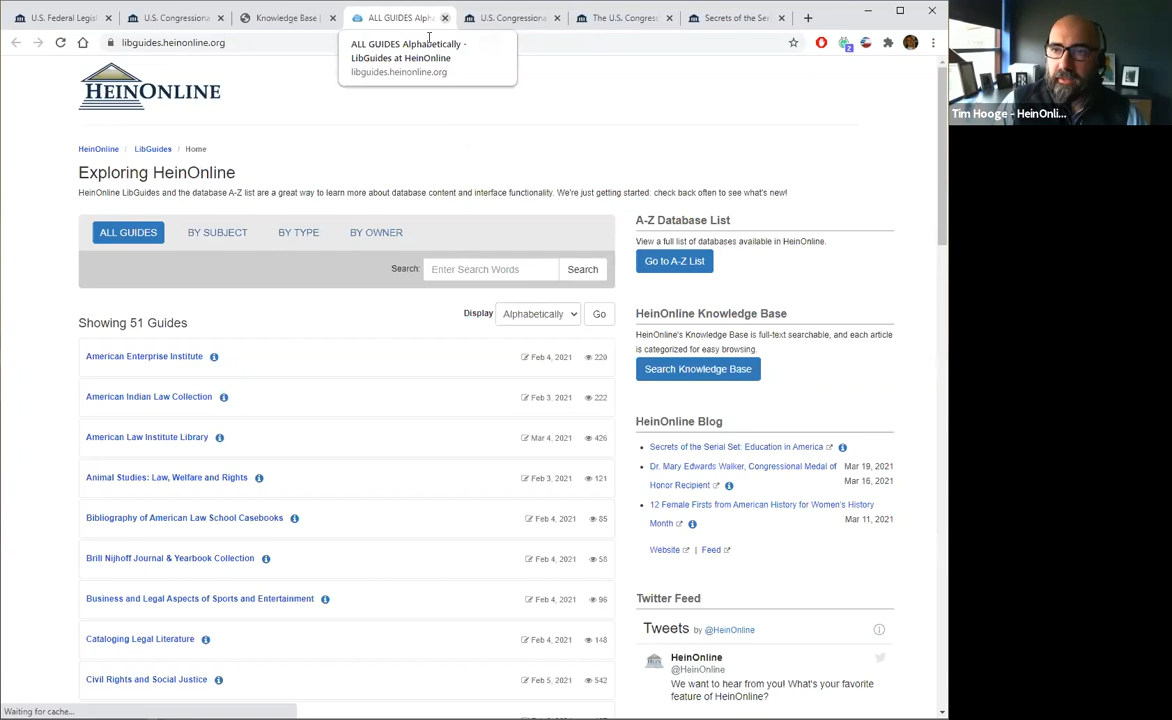 U.S. Federal Libraries
U.S. Congressional
Knowledge Base |
ALL GUIDES Alpha
U.S. Congressional
The U.S. Congress
Secrets of the Seri
libguides.heinonline.org
2
ALL GUIDES Alphabetically -
LibGuides at HeinOnline
libguides.heinonline.org
Tim Hooge - HeinOnli...
HEINONLINE
HeinOnline / LibGuides / Home
Exploring HeinOnline
HeinOnline LibGuides and the database A-Z list are a great way to learn more about database content and interface functionality. We're just getting started: check back often to see what's new!
ALL GUIDES BY SUBJECT BY TYPE BY OWNER
Search: Enter Search Words Search
Showing 51 Guides
Display Alphabetically Go
American Enterprise Institute Feb 4, 2021 220
American Indian Law Collection Feb 3, 2021 222
American Law Institute Library Mar 4, 2021 426
Animal Studies: Law, Welfare and Rights Feb 3, 2021 121
Bibliography of American Law School Casebooks Feb 4, 2021 85
Brill Nijhoff Journal & Yearbook Collection Feb 4, 2021 58
Business and Legal Aspects of Sports and Entertainment Feb 4, 2021 96
Cataloging Legal Literature Feb 4, 2021 148
Civil Rights and Social Justice Feb 5, 2021 542
A-Z Database List
View a full list of databases available in HeinOnline.
Go to A-Z List
HeinOnline Knowledge Base
HeinOnline's Knowledge Base is full-text searchable, and each article
is categorized for easy browsing.
Search Knowledge Base
HeinOnline Blog
Secrets of the Serial Set: Education in America
Mar 19, 2021
Dr. Mary Edwards Walker, Congressional Medal of
Honor Recipient
Mar 16, 2021
12 Female Firsts from American History for Women's History
Month
Mar 11, 2021
Website | Feed
Twitter Feed
Tweets by @HeinOnline
HeinOnline
@HeinOnline
We want to hear from you! What's your favorite
feature of HeinOnline?
Waiting for cache...